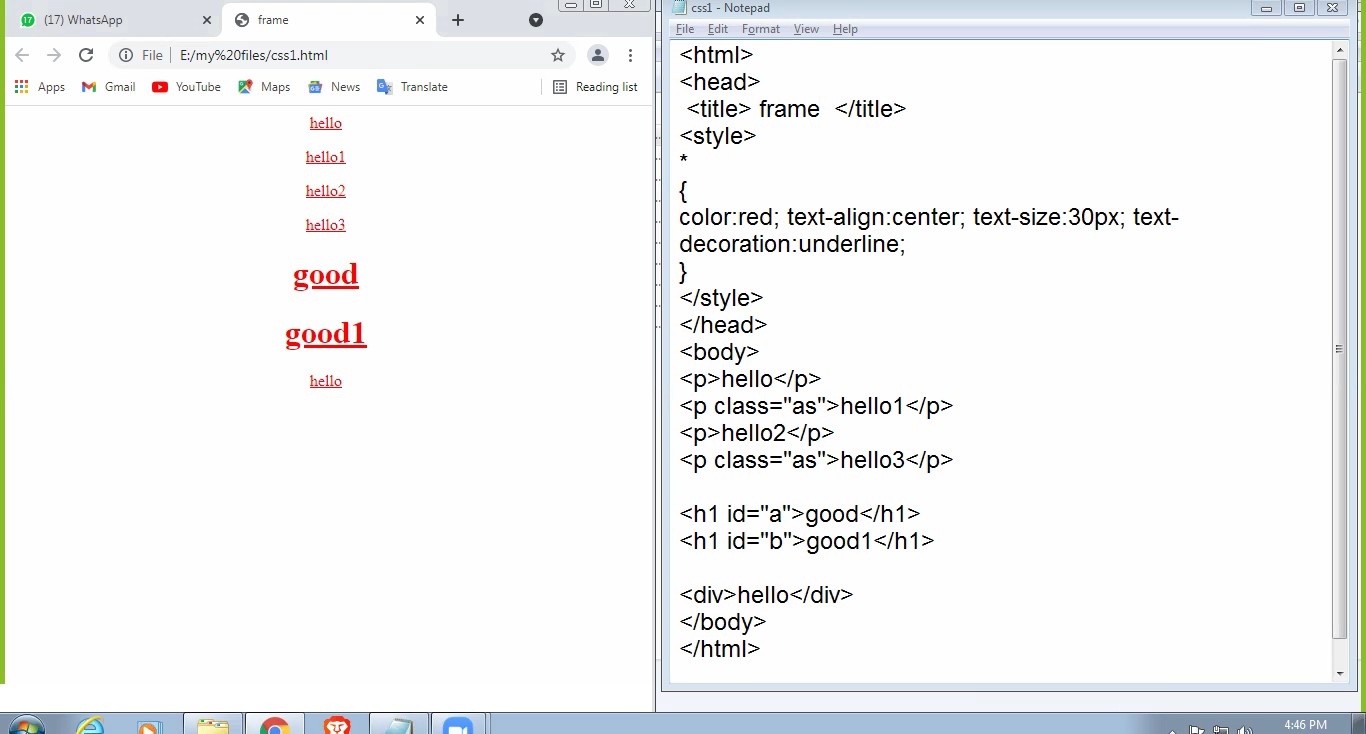 (17) WhatsApp
frame
File
E:/my%20files/css1.html
Apps
Gmail
YouTube
Maps
News
Translate
Reading list
hello
hello1
hello2
hello3
good
good1
hello
css1 - Notepad
File Edit Format View Help
<html>
<head>
<title> frame </title>
<style>
*
{
color:red; text-align:center; text-size:30px; text-
decoration:underline;
}
</style>
</head>
<body>
<p>hello</p>
<p class="as">hello1</p>
<p>hello2</p>
<p class="as">hello3</p>
<h1 id="a">good</h1>
<h1 id="b">good1</h1>
<div>hello</div>
</body>
</html>
4:46 PM